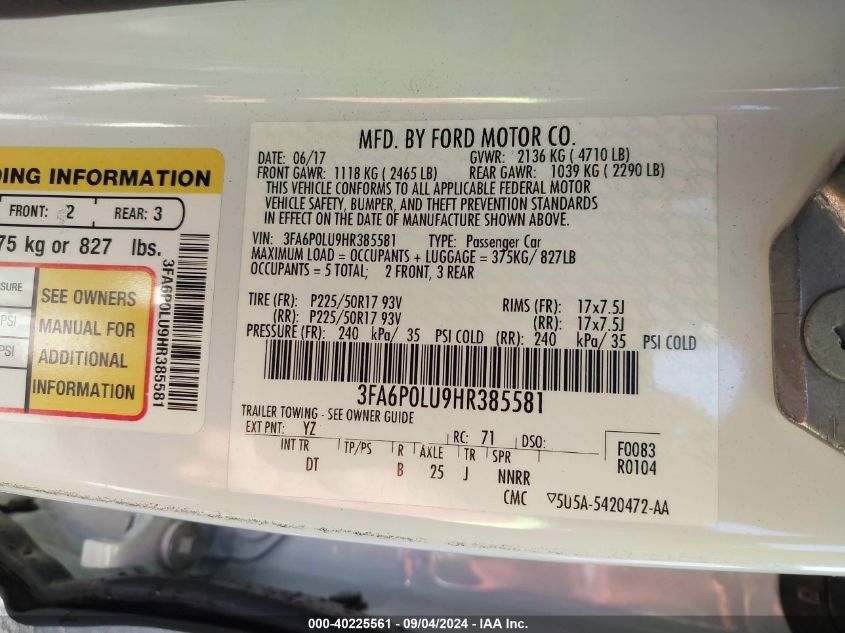 MFD. BY FORD MOTOR CO.
DATE: 06/17 GVWR: 2136 KG ( 4710 LB)
FRONT GAWR: 1118 KG ( 2465 LB) REAR GAWR: 1039 KG ( 2290 LB)
THIS VEHICLE CONFORMS TO ALL APPLICABLE FEDERAL MOTOR
VEHICLE SAFETY, BUMPER, AND THEFT PREVENTION STANDARDS
IN EFFECT ON THE DATE OF MANUFACTURE SHOWN ABOVE.
VIN: 3FA6P0LU9HR385581 TYPE: Passenger Car
MAXIMUM LOAD = OCCUPANTS + LUGGAGE = 375KG/ 827LB
OCCUPANTS = 5 TOTAL; 2 FRONT, 3 REAR
TIRE (FR): P225/50R17 93V RIMS (FR): 17x7.5J
(RR): P225/50R17 93V (RR): 17x7.5J
PRESSURE (FR): 240 kPa/ 35 PSI COLD (RR): 240 kPa/ 35 PSI COLD
3FA6P0LU9HR385581
TRAILER TOWING - SEE OWNER GUIDE
EXT PNT: YZ RC: 71 DSO: F0083
R0104
INT TR TP/PS R AXLE TR SPR
DT B 25 J NNRR
CMC ▽5U5A-5420472-AA
DING INFORMATION
FRONT: 2 REAR: 3
75 kg or 827 lbs.
SSURE
PSI
PSI
SEE OWNERS
MANUAL FOR
ADDITIONAL
INFORMATION
3FA6P0LU9HR385581
000-40225561 - 09/04/2024 - IAA Inc.